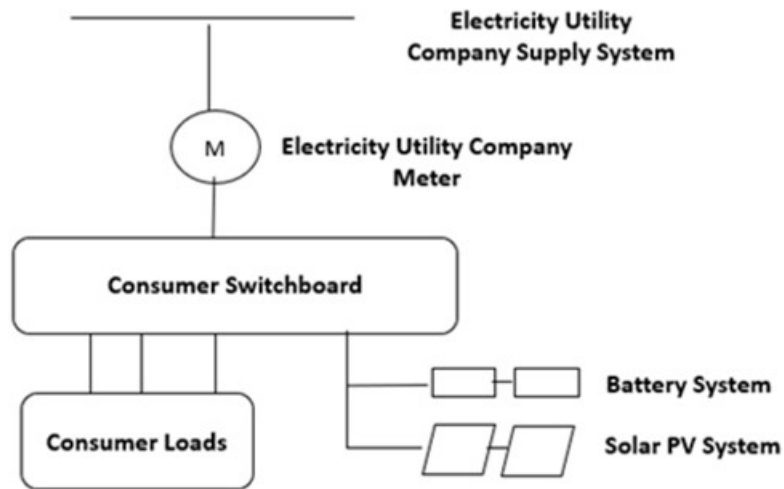 Electricity Utility
Company Supply System
M
Electricity Utility Company
Meter
Consumer Switchboard
Battery System
Consumer Loads
Solar PV System